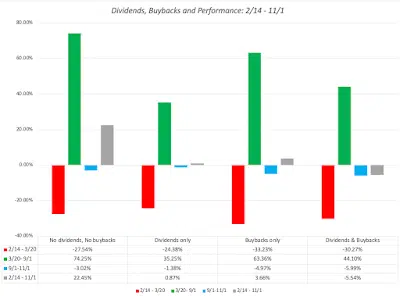 Dividends, Buybacks and Performance: 2/14 - 11/1
80.00%
60.00%
40.00%
20.00%
0.00%
-20.00%
-40.00%
No dividends, No buybacks Dividends only Buybacks only Dividends & Buybacks
2/14 - 3/20 -27.54% -24.38% -33.23% -30.27%
3/20- 9/1 74.25% 35.25% 63.36% 44.10%
9/1-11/1 -3.02% -1.38% -4.97% -5.99%
2/14 - 11/1 22.45% 0.87% 3.66% -5.54%
2/14 - 3/20 3/20- 9/1 9/1-11/1 2/14 - 11/1